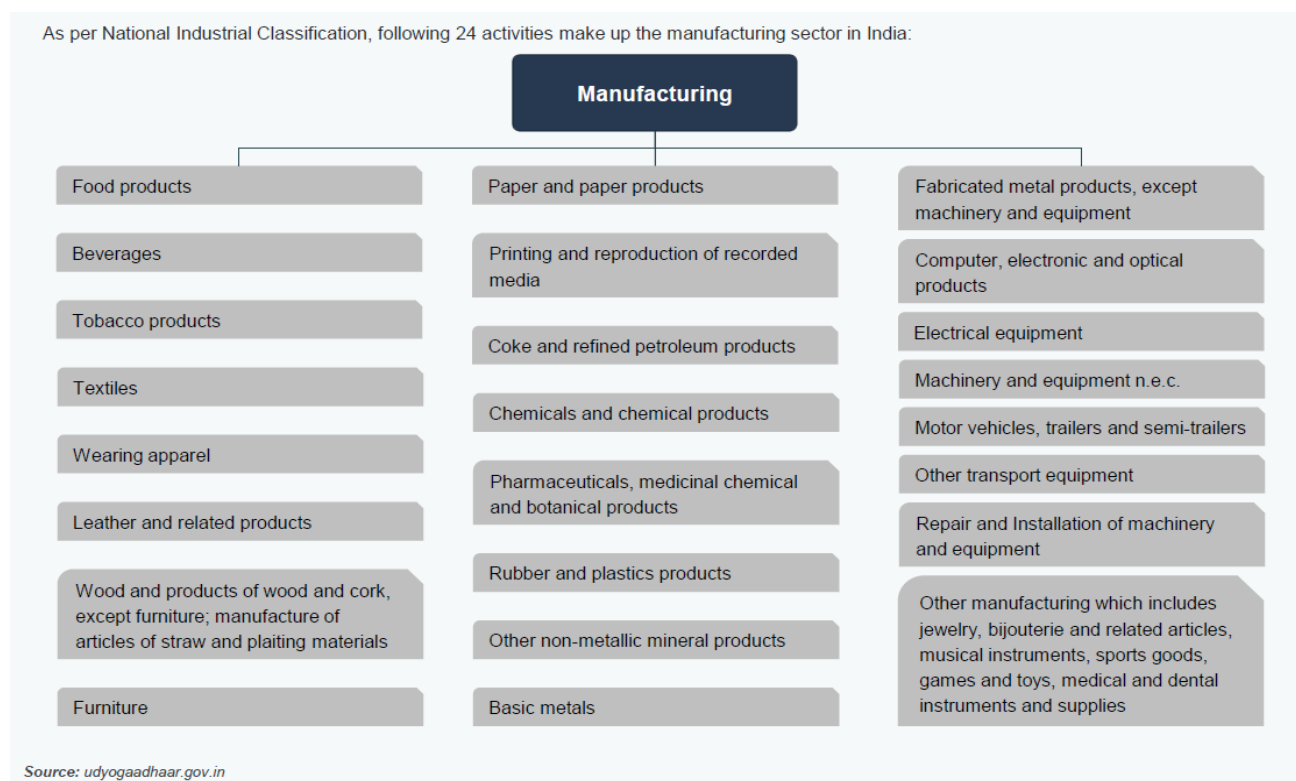 As per National Industrial Classification, following 24 activities make up the manufacturing sector in India:
Manufacturing
Food products
Beverages
Tobacco products
Textiles
Wearing apparel
Leather and related products
Wood and products of wood and cork,
except furniture; manufacture of
articles of straw and plaiting materials
Furniture
Paper and paper products
Printing and reproduction of recorded
media
Coke and refined petroleum products
Chemicals and chemical products
Pharmaceuticals, medicinal chemical
and botanical products
Rubber and plastics products
Other non-metallic mineral products
Basic metals
Fabricated metal products, except
machinery and equipment
Computer, electronic and optical
products
Electrical equipment
Machinery and equipment n.e.c.
Motor vehicles, trailers and semi-trailers
Other transport equipment
Repair and Installation of machinery
and equipment
Other manufacturing which includes
jewelry, bijouterie and related articles,
musical instruments, sports goods,
games and toys, medical and dental
instruments and supplies
Source: udyogaadhaar.gov.in